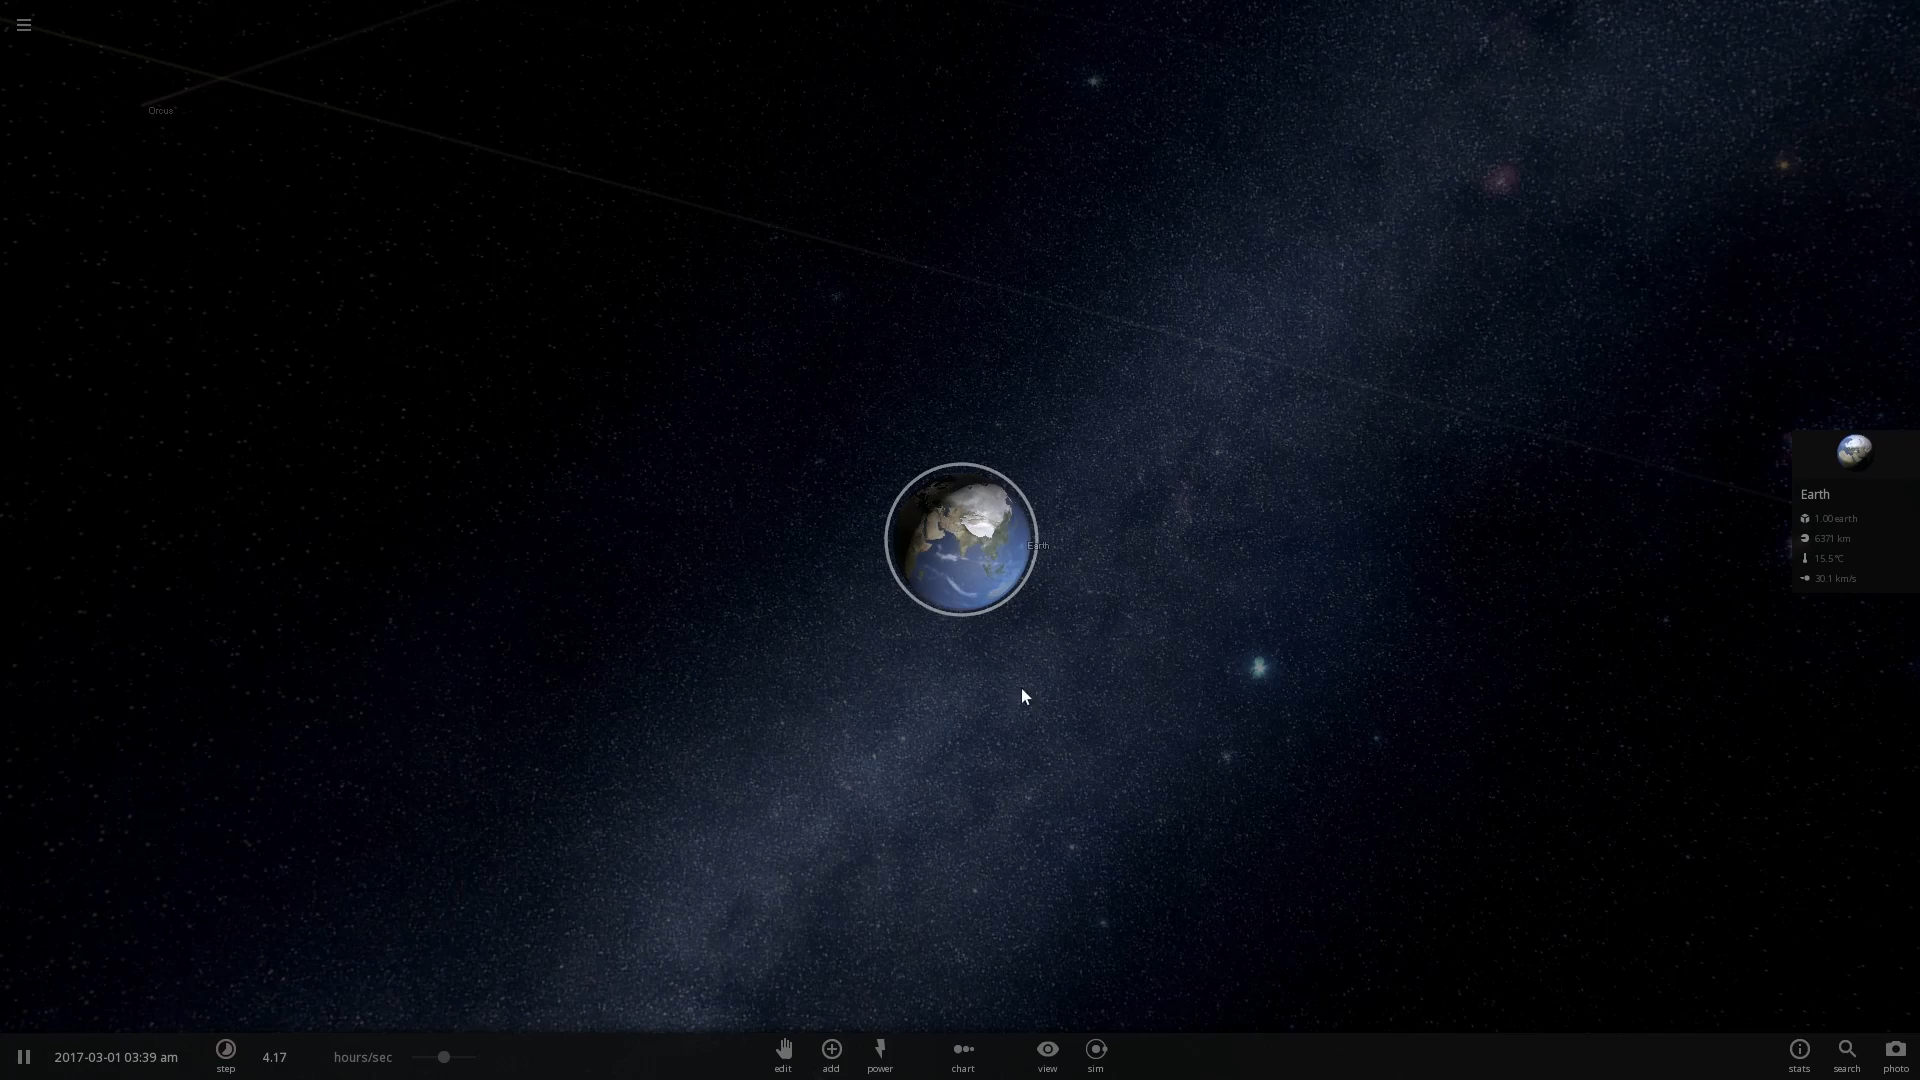 Orcus
Earth
Earth
1.00 earth
6371 km
15.5 °C
30.1 km/s
2017-03-01 03:39 am
step
4.17
hours/sec
edit
add
power
chart
view
sim
stats
search
photo